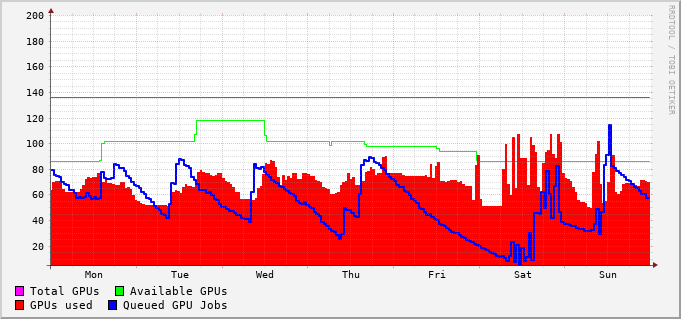 200
180
160
140
120
100
80
60
40
20
Mon Tue Wed Thu Fri Sat Sun
Total GPUs Available GPUs
GPUs used Queued GPU Jobs
RRDTOOL / TOBI OETIKER